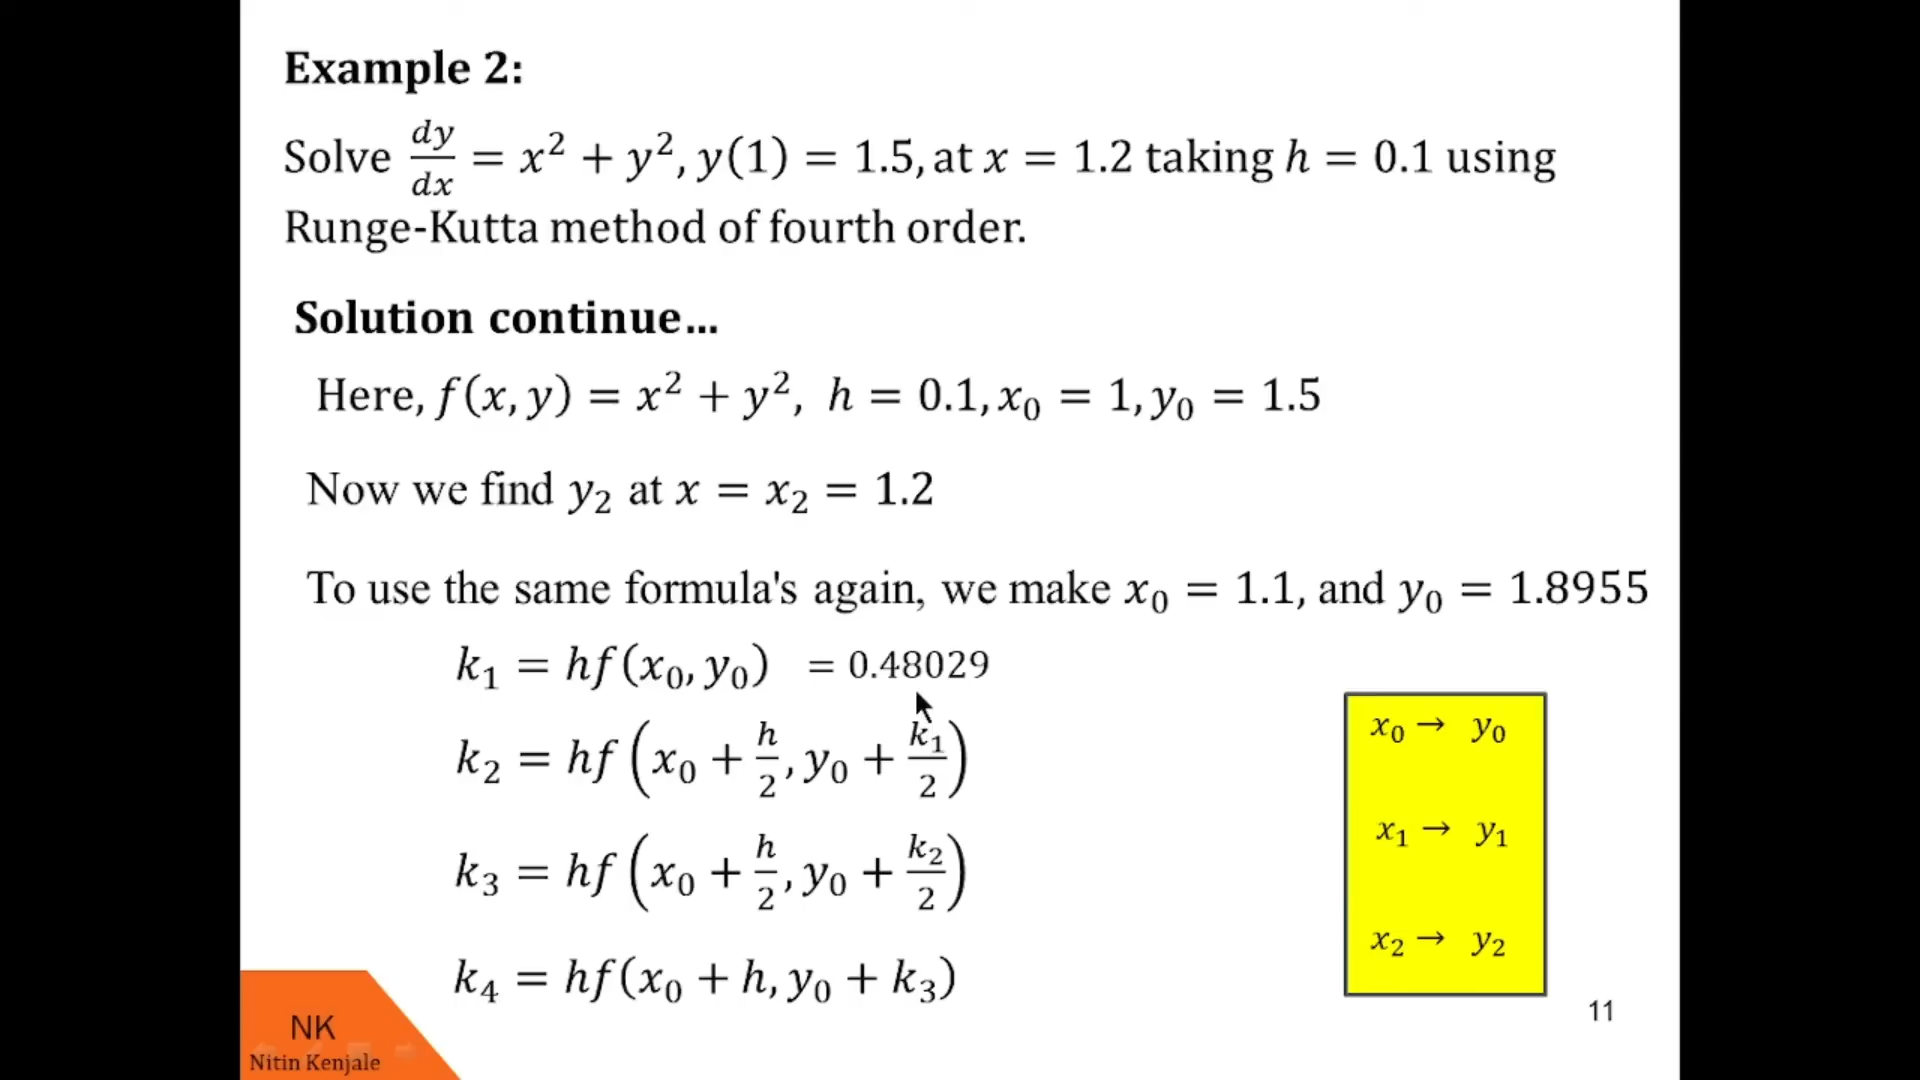 Example 2:
Solve dy/dx = x² + y², y(1) = 1.5, at x = 1.2 taking h = 0.1 using
Runge-Kutta method of fourth order.
Solution continue...
Here, f(x, y) = x² + y², h = 0.1, x₀ = 1, y₀ = 1.5
Now we find y₂ at x = x₂ = 1.2
To use the same formula's again, we make x₀ = 1.1, and y₀ = 1.8955
k₁ = hf(x₀, y₀) = 0.48029
k₂ = hf(x₀ + h/2, y₀ + k₁/2)
k₃ = hf(x₀ + h/2, y₀ + k₂/2)
k₄ = hf(x₀ + h, y₀ + k₃)
x₀ → y₀
x₁ → y₁
x₂ → y₂
11
NK
Nitin Kenjale